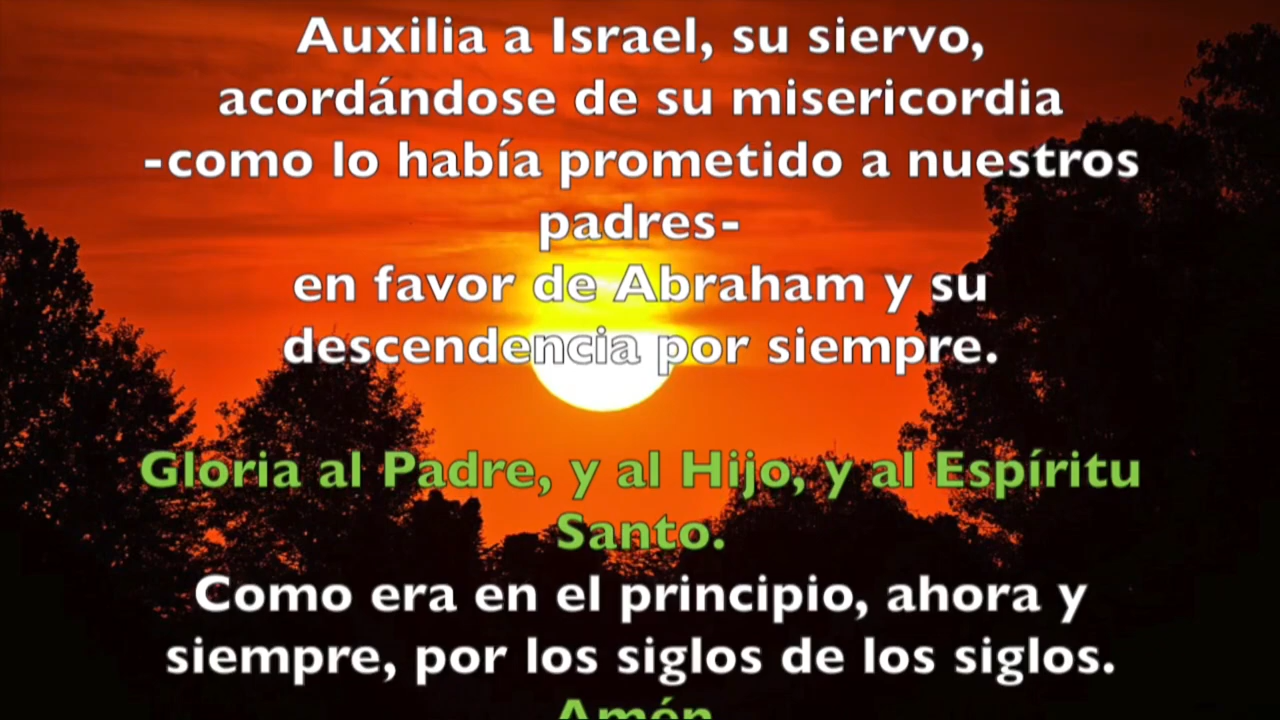 Auxilia a Israel, su siervo,
acordándose de su misericordia
-como lo había prometido a nuestros
padres-
en favor de Abraham y su
descendencia por siempre.
Gloria al Padre, y al Hijo, y al Espíritu
Santo.
Como era en el principio, ahora y
siempre, por los siglos de los siglos.
Amén.